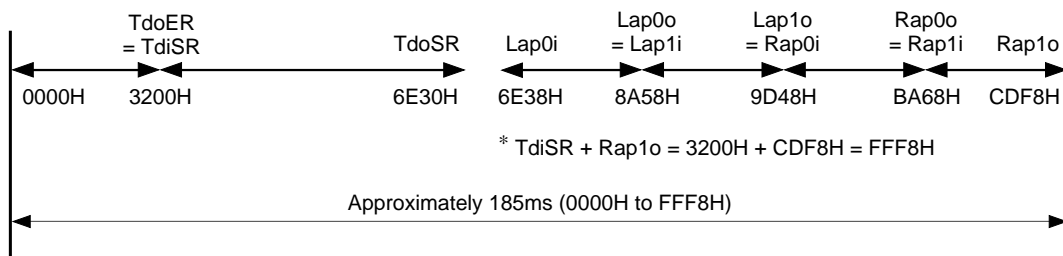 TdoER
= TdiSR
TdoSR
Lap0i
Lap0o
= Lap1i
Lap1o
= Rap0i
Rap0o
= Rap1i
Rap1o
0000H 3200H 6E30H 6E38H 8A58H 9D48H BA68H CDF8H
* TdiSR + Rap1o = 3200H + CDF8H = FFF8H
Approximately 185ms (0000H to FFF8H)